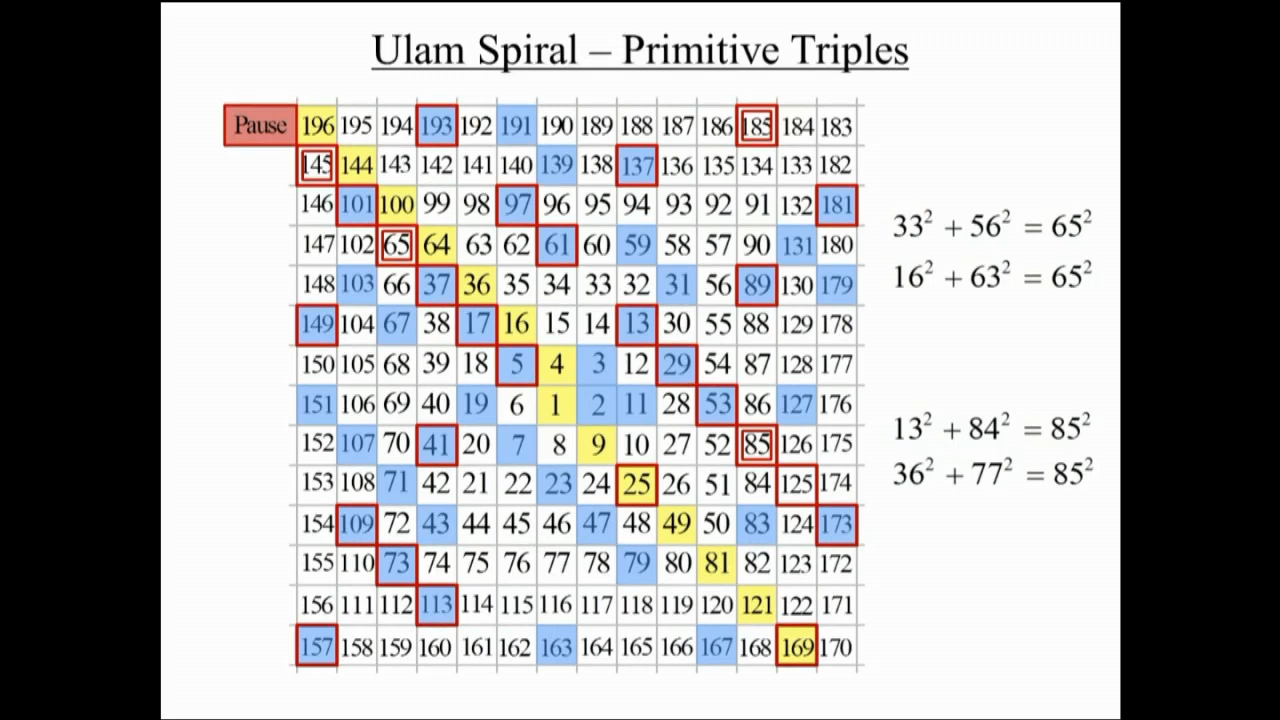 Ulam Spiral – Primitive Triples
Pause 196 195 194 193 192 191 190 189 188 187 186 185 184 183
145 144 143 142 141 140 139 138 137 136 135 134 133 182
146 101 100 99 98 97 96 95 94 93 92 91 132 181
147 102 65 64 63 62 61 60 59 58 57 90 131 180
148 103 66 37 36 35 34 33 32 31 56 89 130 179
149 104 67 38 17 16 15 14 13 30 55 88 129 178
150 105 68 39 18 5 4 3 12 29 54 87 128 177
151 106 69 40 19 6 1 2 11 28 53 86 127 176
152 107 70 41 20 7 8 9 10 27 52 85 126 175
153 108 71 42 21 22 23 24 25 26 51 84 125 174
154 109 72 43 44 45 46 47 48 49 50 83 124 173
155 110 73 74 75 76 77 78 79 80 81 82 123 172
156 111 112 113 114 115 116 117 118 119 120 121 122 171
157 158 159 160 161 162 163 164 165 166 167 168 169 170
33² + 56² = 65²
16² + 63² = 65²
13² + 84² = 85²
36² + 77² = 85²